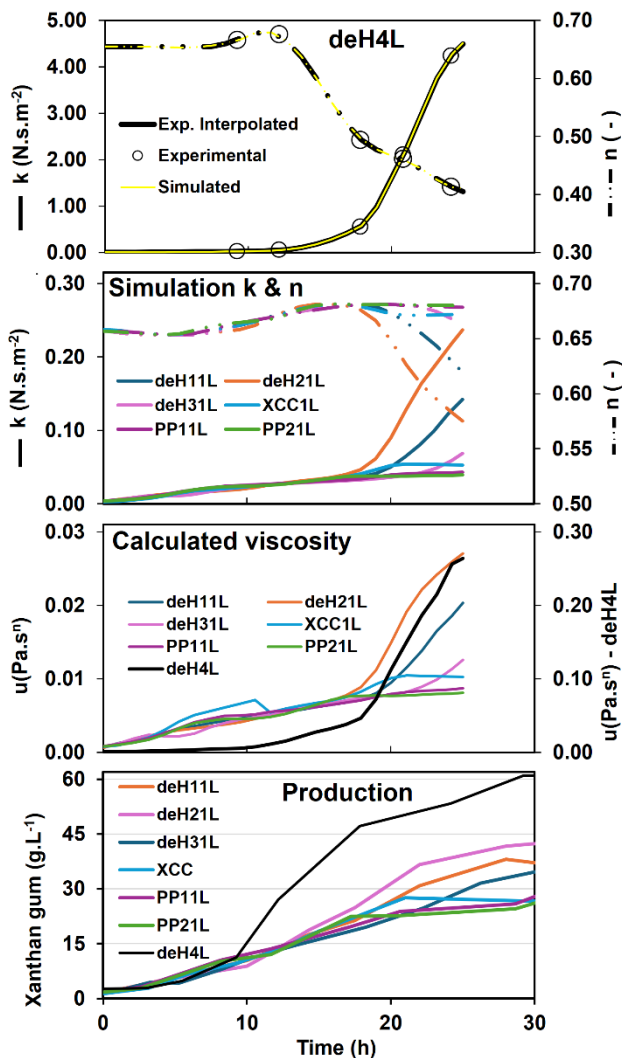 deH4L
5.00
4.00
3.00
2.00
1.00
0.00
k (N.s.m-2)
Exp. Interpolated
Experimental
Simulated
0.70
0.60
0.50
0.40
0.30
n ( - )
Simulation k & n
0.30
0.20
0.10
0.00
k (N.s.m-2)
deH11L deH21L
deH31L XCC1L
PP11L PP21L
0.70
0.65
0.60
0.55
0.50
n ( - )
Calculated viscosity
0.03
0.02
0.01
0.00
u(Pa.sn)
deH11L deH21L
deH31L XCC1L
PP11L PP21L
deH4L
0.30
0.20
0.10
0.00
u(Pa.sn) - deH4L
Production
60
45
30
15
0
Xanthan gum (g.L-1)
deH11L
deH21L
deH31L
XCC
PP11L
PP21L
deH4L
0 10 20 30
Time (h)